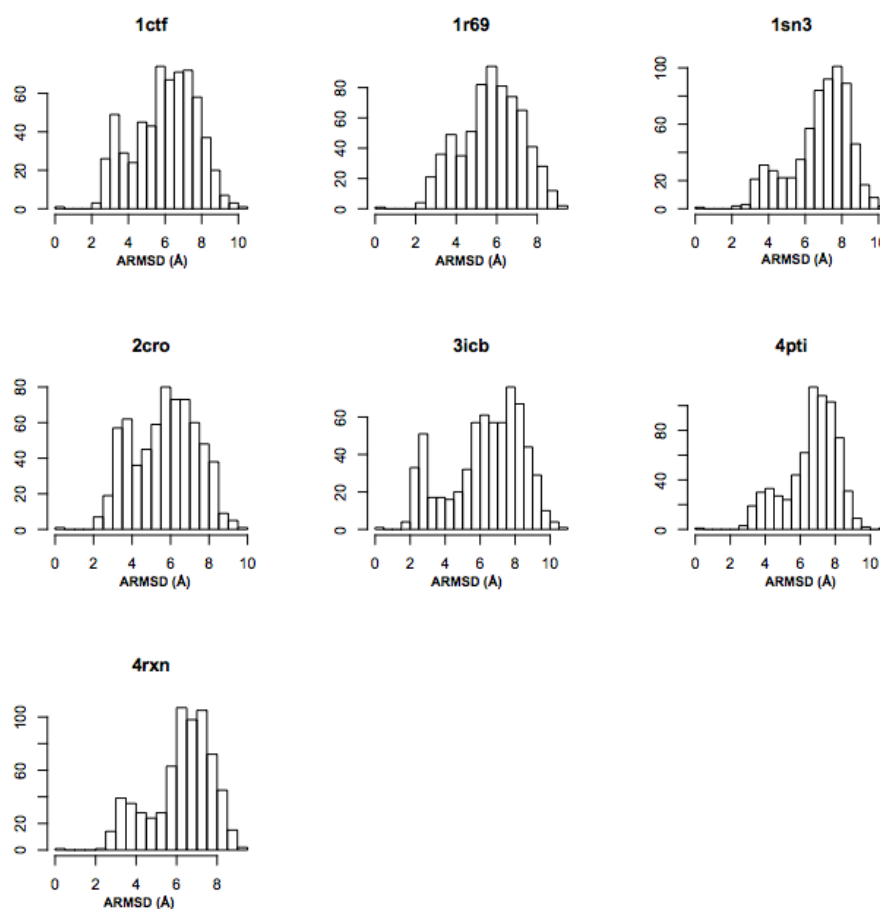 1ctf
0 20 40 60
0 2 4 6 8 10
ARMSD (Å)
1r69
0 20 40 60 80
0 2 4 6 8
ARMSD (Å)
1sn3
0 20 60 100
0 2 4 6 8 10
ARMSD (Å)
2cro
0 20 40 60 80
0 2 4 6 8 10
ARMSD (Å)
3icb
0 20 40 60
0 2 4 6 8 10
ARMSD (Å)
4pti
0 40 80
0 2 4 6 8 10
ARMSD (Å)
4rxn
0 20 60 100
0 2 4 6 8
ARMSD (Å)